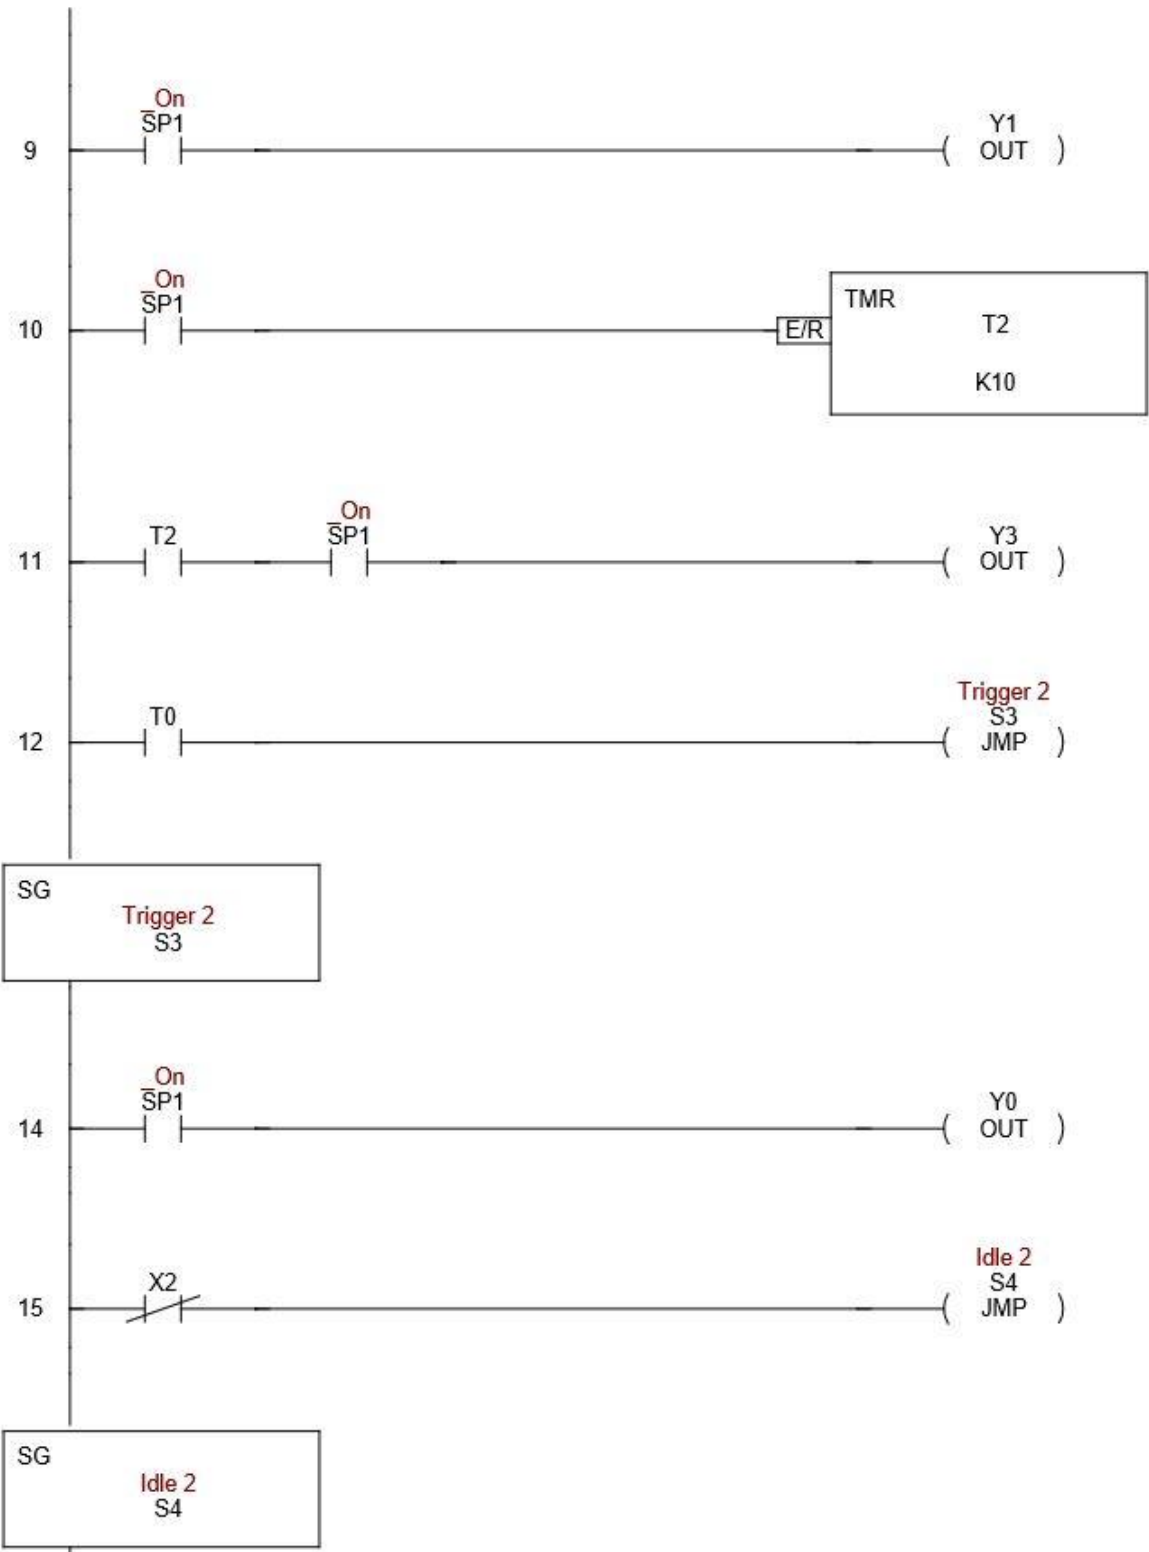 _On
SP1
Y1
9
OUT
_On
SP1
TMR
10
E/R
T2
K10
_On
T2
SP1
Y3
11
OUT
Trigger 2
T0
S3
12
JMP
SG
Trigger 2
S3
_On
SP1
Y0
14
OUT
Idle 2
X2
S4
15
JMP
SG
Idle 2
S4